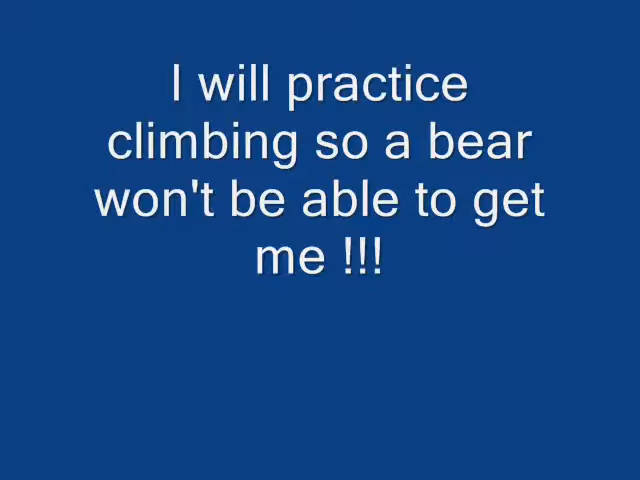 I will practice
climbing so a bear
won't be able to get
me !!!